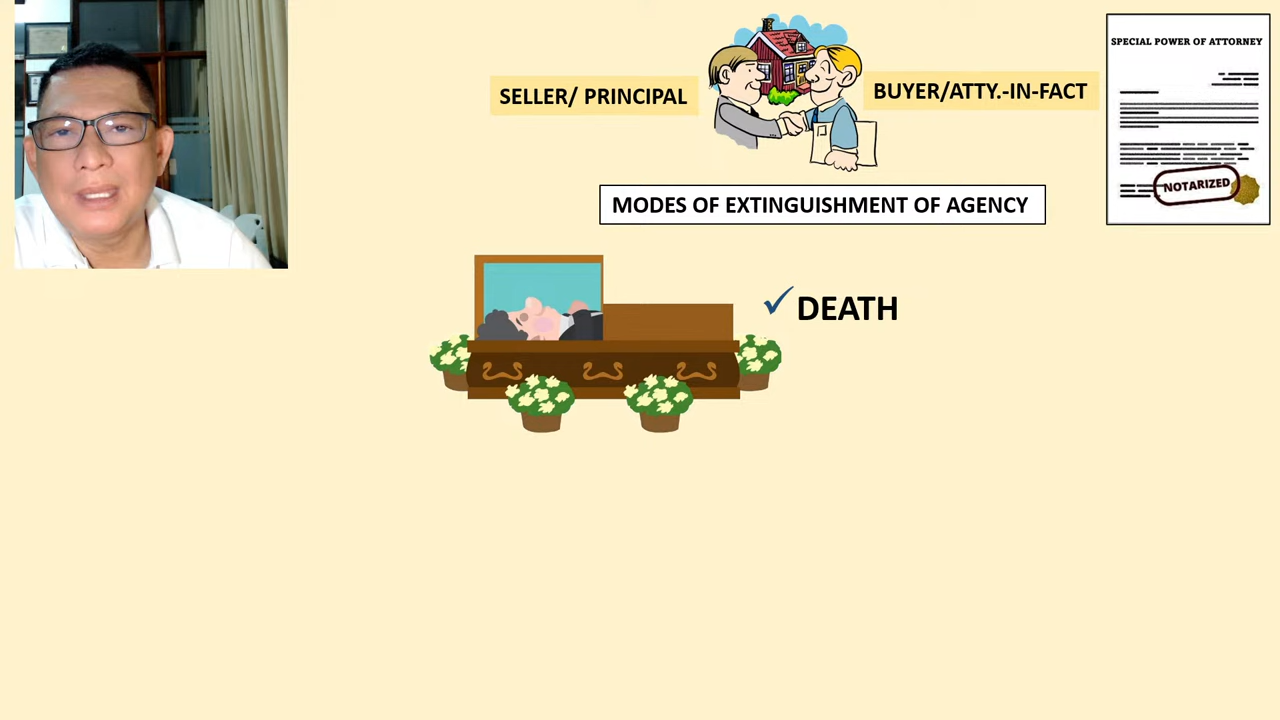 SELLER/ PRINCIPAL
BUYER/ATTY.-IN-FACT
SPECIAL POWER OF ATTORNEY
NOTARIZED
MODES OF EXTINGUISHMENT OF AGENCY
✓DEATH